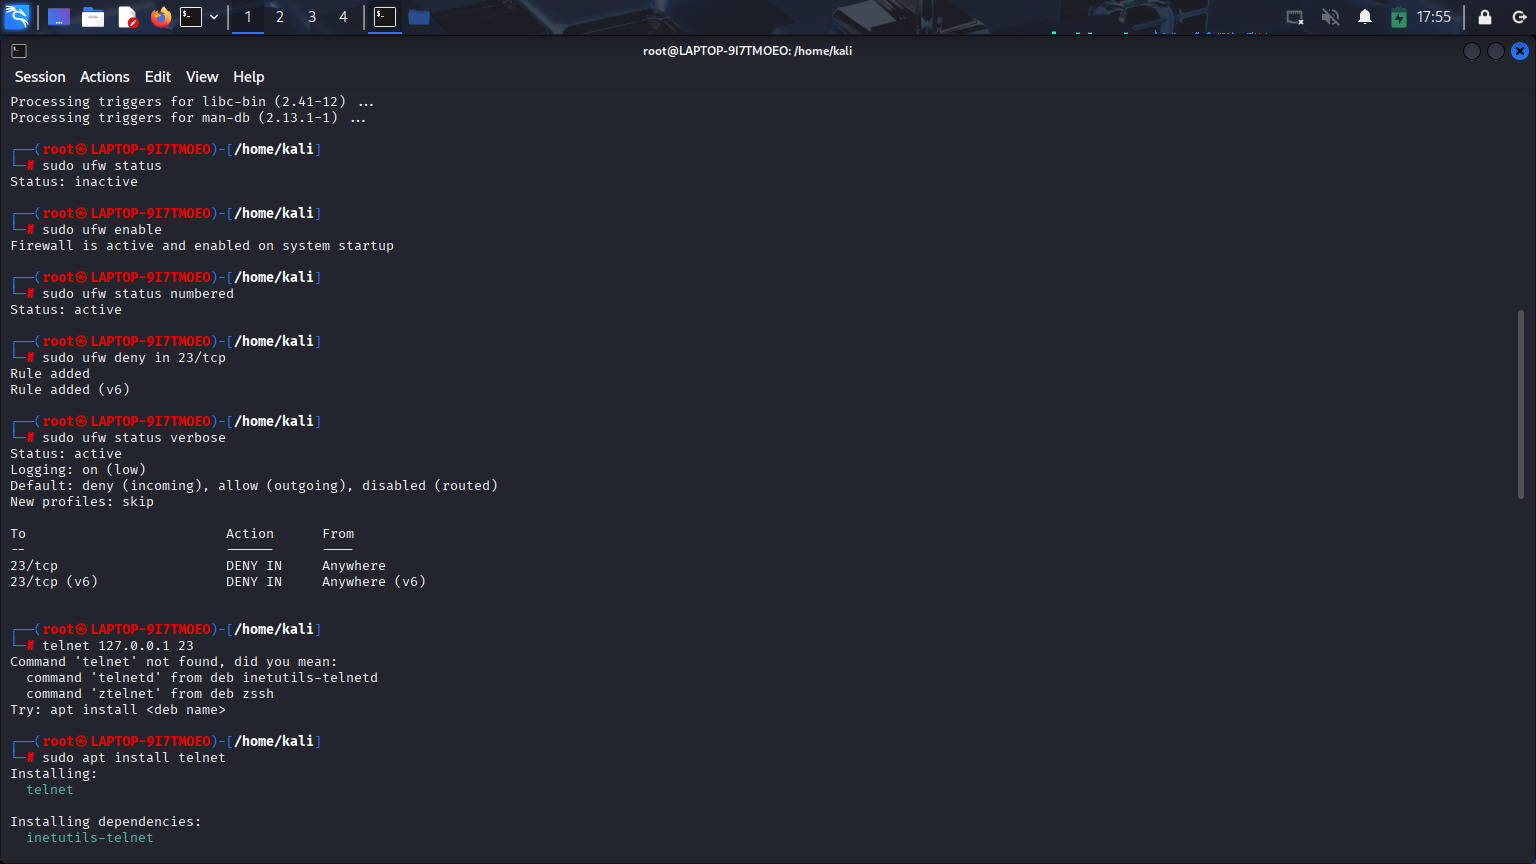 1 2 3 4 17:55
root@LAPTOP-9I7TMOEO: /home/kali
Session Actions Edit View Help
Processing triggers for libc-bin (2.41-12) ...
Processing triggers for man-db (2.13.1-1) ...
┌──(root㉿LAPTOP-9I7TMOEO)-[/home/kali]
└─# sudo ufw status
Status: inactive
┌──(root㉿LAPTOP-9I7TMOEO)-[/home/kali]
└─# sudo ufw enable
Firewall is active and enabled on system startup
┌──(root㉿LAPTOP-9I7TMOEO)-[/home/kali]
└─# sudo ufw status numbered
Status: active
┌──(root㉿LAPTOP-9I7TMOEO)-[/home/kali]
└─# sudo ufw deny in 23/tcp
Rule added
Rule added (v6)
┌──(root㉿LAPTOP-9I7TMOEO)-[/home/kali]
└─# sudo ufw status verbose
Status: active
Logging: on (low)
Default: deny (incoming), allow (outgoing), disabled (routed)
New profiles: skip
To Action From
-- ------ ----
23/tcp DENY IN Anywhere
23/tcp (v6) DENY IN Anywhere (v6)
┌──(root㉿LAPTOP-9I7TMOEO)-[/home/kali]
└─# telnet 127.0.0.1 23
Command 'telnet' not found, did you mean:
command 'telnetd' from deb inetutils-telnetd
command 'ztelnet' from deb zssh
Try: apt install <deb name>
┌──(root㉿LAPTOP-9I7TMOEO)-[/home/kali]
└─# sudo apt install telnet
Installing:
telnet
Installing dependencies:
inetutils-telnet